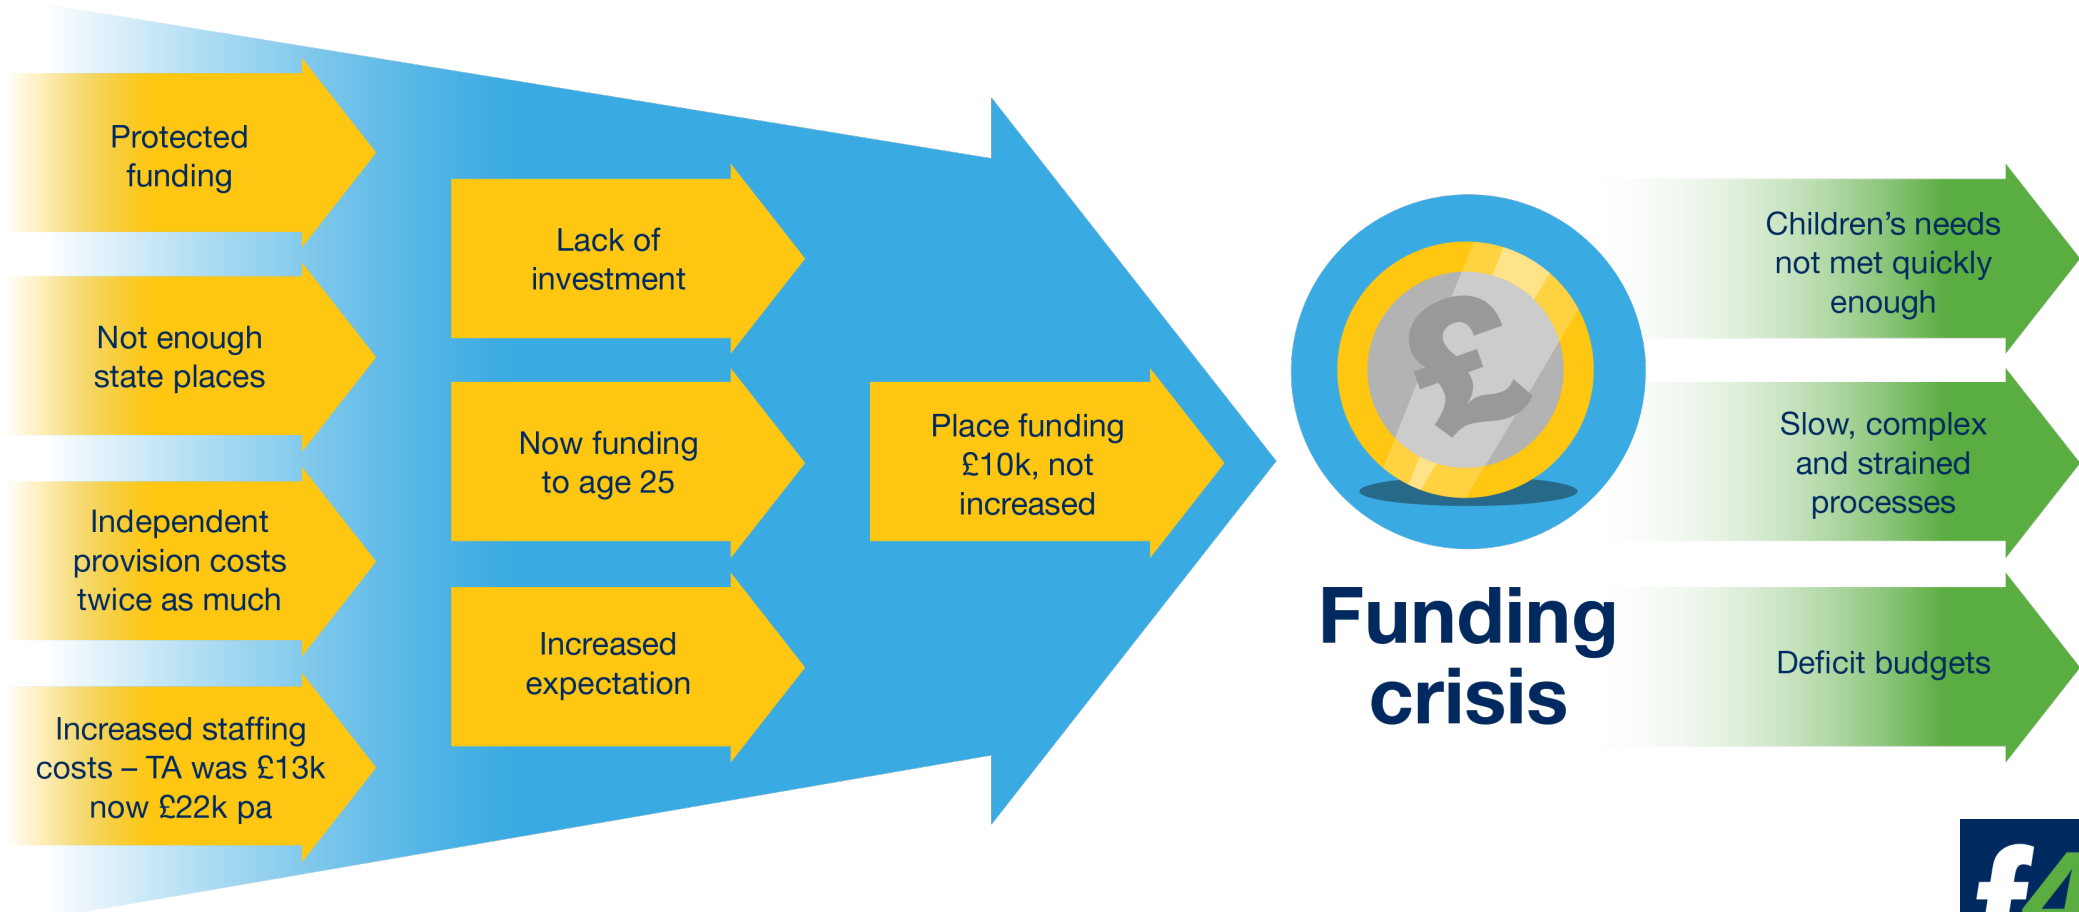 Protected
funding
Not enough
state places
Independent
provision costs
twice as much
Increased staffing
costs – TA was £13k
now £22k pa
Lack of
investment
Now funding
to age 25
Increased
expectation
Place funding
£10k, not
increased
£
Funding
crisis
Children’s needs
not met quickly
enough
Slow, complex
and strained
processes
Deficit budgets